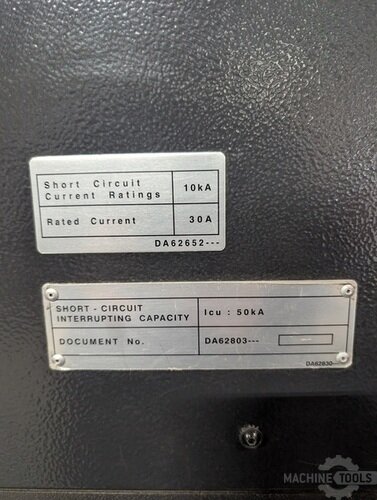 Short Circuit
Current Ratings
10kA
Rated Current
30A
DA62652---
SHORT - CIRCUIT
INTERRUPTING CAPACITY
Icu : 50kA
DOCUMENT No.
DA62803---
DA62830---
MACHINE TOOLS